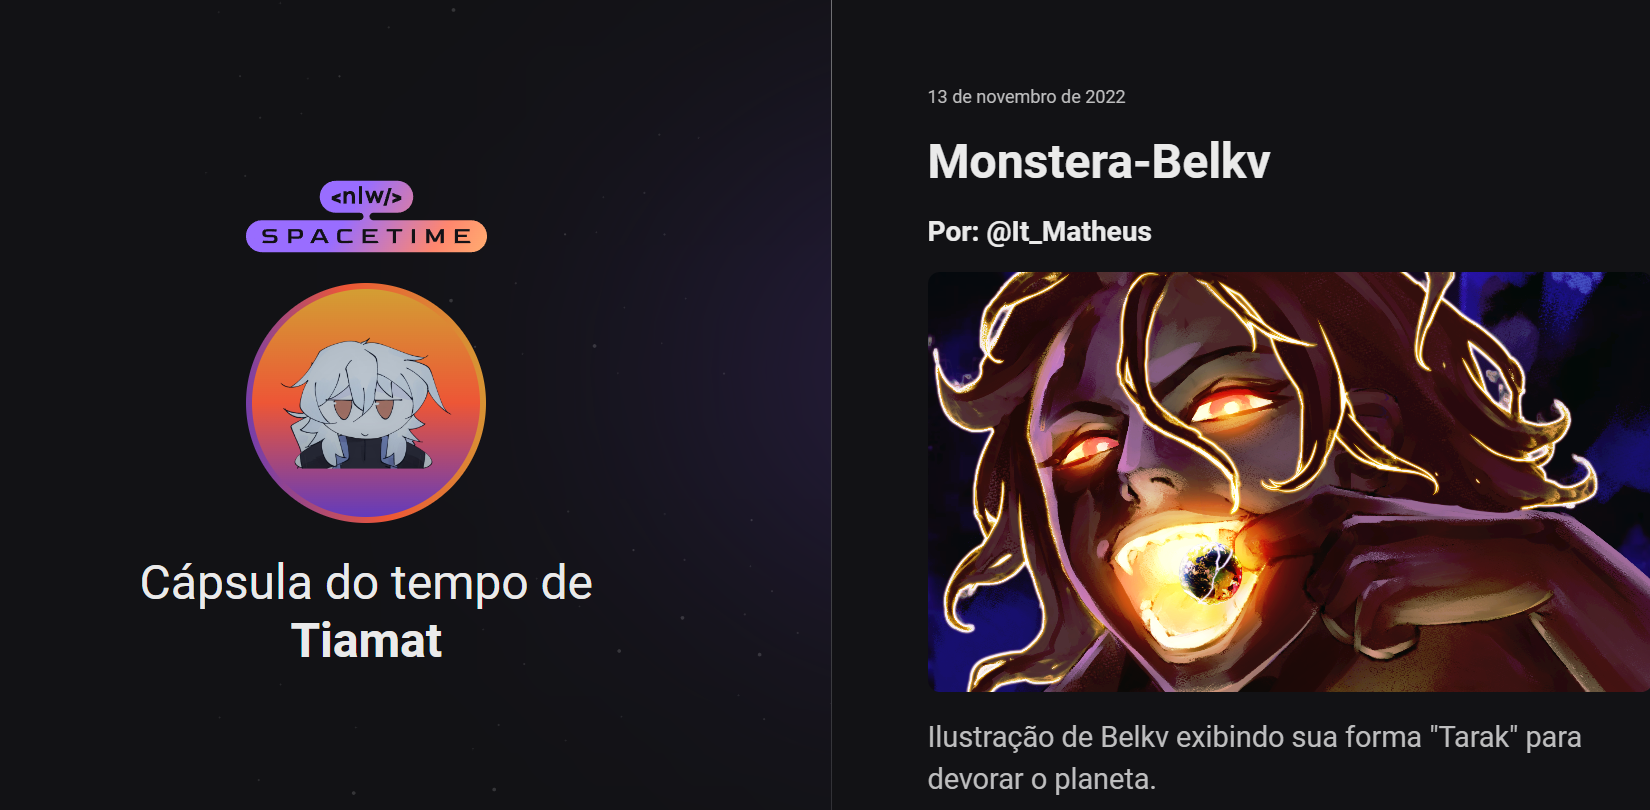 <nlw/>
SPACETIME
Cápsula do tempo de
Tiamat
13 de novembro de 2022
Monstera-Belkv
Por: @It_Matheus
Ilustração de Belkv exibindo sua forma "Tarak" para
devorar o planeta.